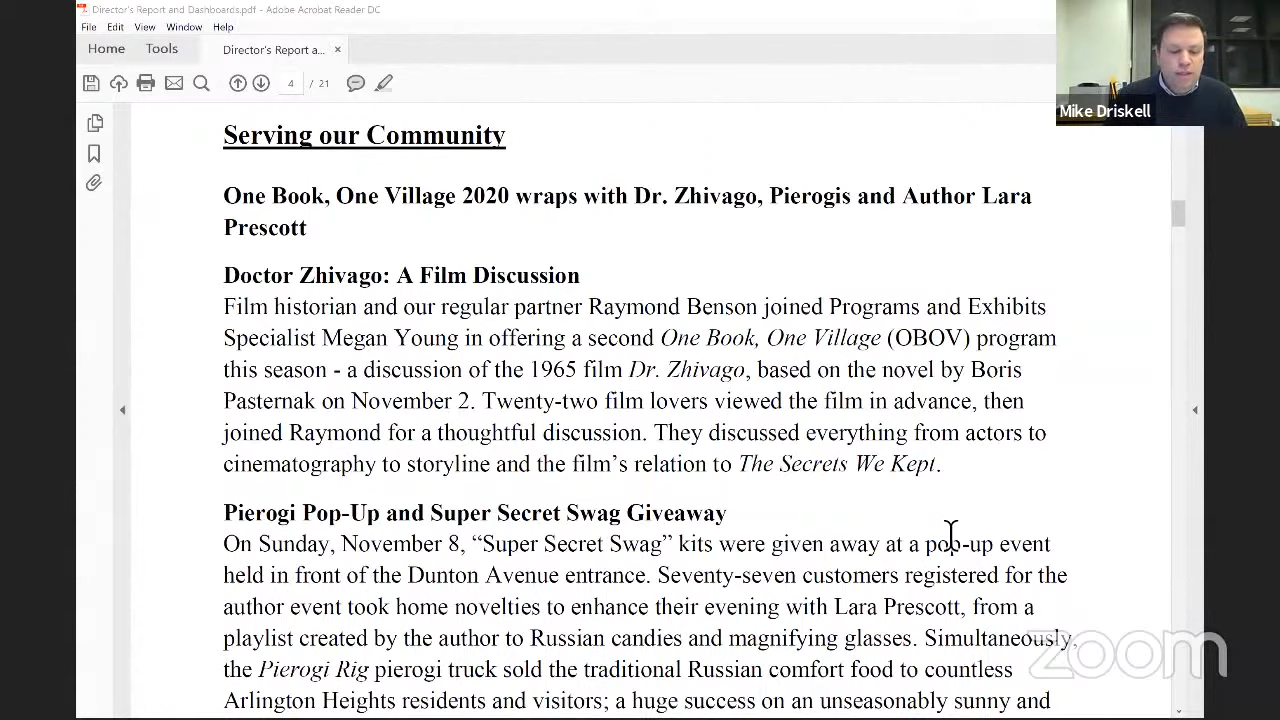 Director's Report and Dashboards.pdf - Adobe Acrobat Reader DC
File Edit View Window Help
Home Tools Director's Report a... ×
4 / 21
Mike Driskell
Serving our Community
One Book, One Village 2020 wraps with Dr. Zhivago, Pierogis and Author Lara
Prescott
Doctor Zhivago: A Film Discussion
Film historian and our regular partner Raymond Benson joined Programs and Exhibits
Specialist Megan Young in offering a second One Book, One Village (OBOV) program
this season - a discussion of the 1965 film Dr. Zhivago, based on the novel by Boris
Pasternak on November 2. Twenty-two film lovers viewed the film in advance, then
joined Raymond for a thoughtful discussion. They discussed everything from actors to
cinematography to storyline and the film’s relation to The Secrets We Kept.
Pierogi Pop-Up and Super Secret Swag Giveaway
On Sunday, November 8, “Super Secret Swag” kits were given away at a pop-up event
held in front of the Dunton Avenue entrance. Seventy-seven customers registered for the
author event took home novelties to enhance their evening with Lara Prescott, from a
playlist created by the author to Russian candies and magnifying glasses. Simultaneously,
the Pierogi Rig pierogi truck sold the traditional Russian comfort food to countless
Arlington Heights residents and visitors; a huge success on an unseasonably sunny and
zoom